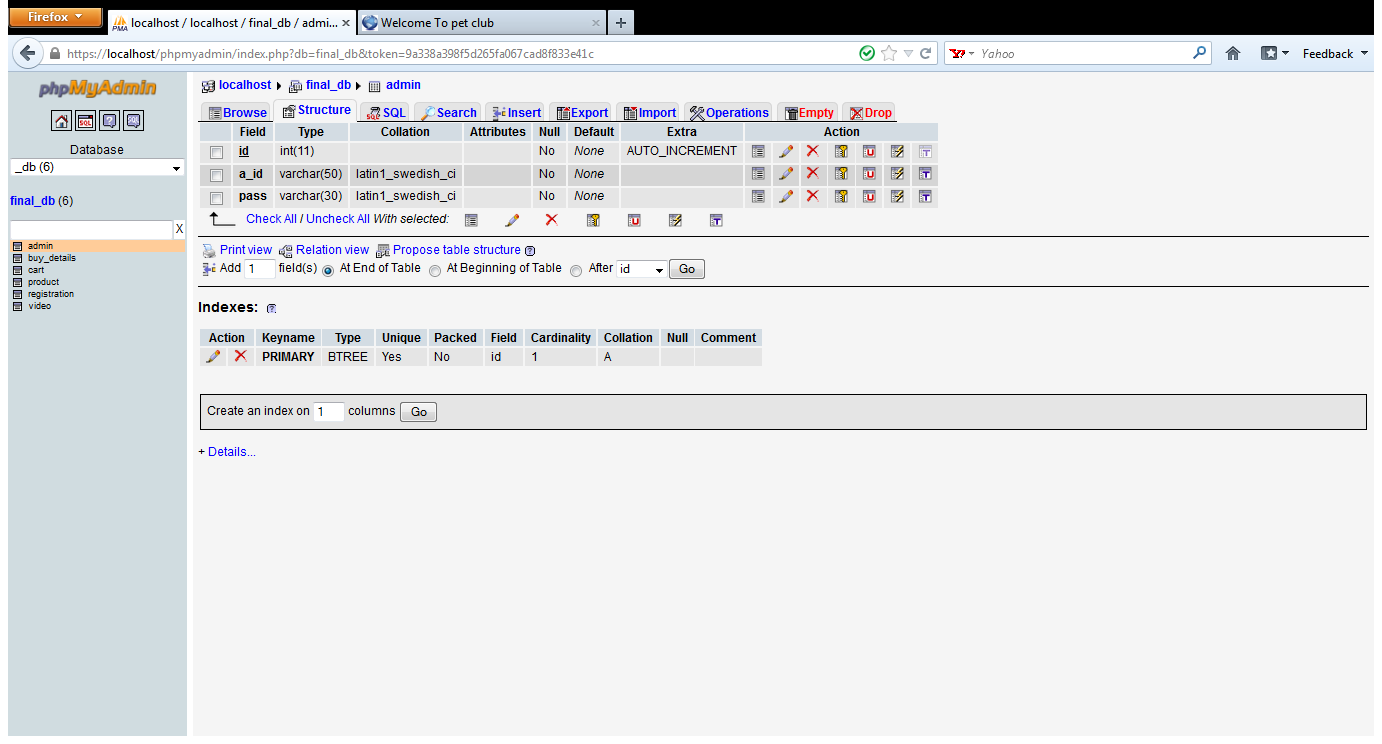 Firefox
PMA localhost / localhost / final_db / admi... × Welcome To pet club × +
https://localhost/phpmyadmin/index.php?db=final_db&token=9a338a398f5d265fa067cad8f833e41c Yahoo Feedback
phpMyAdmin
SQL
Database
_db (6)
final_db (6)
X
admin
buy_details
cart
product
registration
video
localhost final_db admin
Browse Structure SQL Search Insert Export Import Operations Empty Drop
Field Type Collation Attributes Null Default Extra Action
id int(11) No None AUTO_INCREMENT
a_id varchar(50) latin1_swedish_ci No None
pass varchar(30) latin1_swedish_ci No None
Check All / Uncheck All With selected:
Print view Relation view Propose table structure
Add 1 field(s) At End of Table At Beginning of Table After id Go
Indexes:
Action Keyname Type Unique Packed Field Cardinality Collation Null Comment
PRIMARY BTREE Yes No id 1 A
Create an index on 1 columns Go
+ Details...